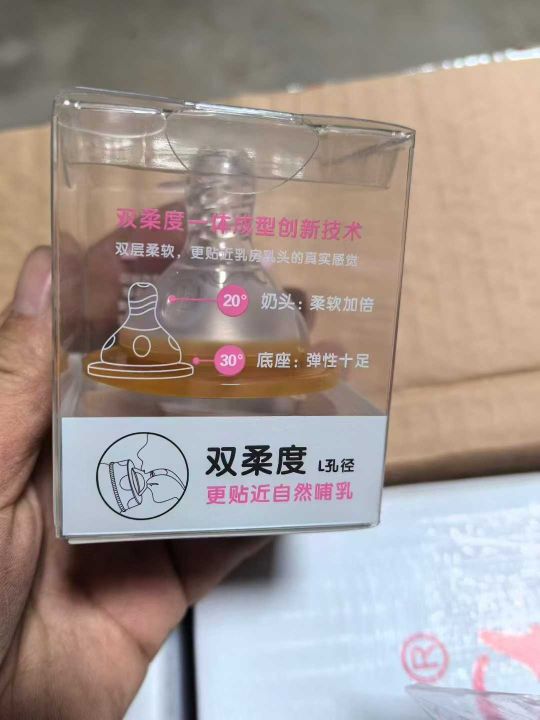 双柔度一体成型创新技术
双层柔软，更贴近乳房乳头的真实感觉
20° 奶头：柔软加倍
30° 底座：弹性十足
双柔度 L孔径
更贴近自然哺乳
®